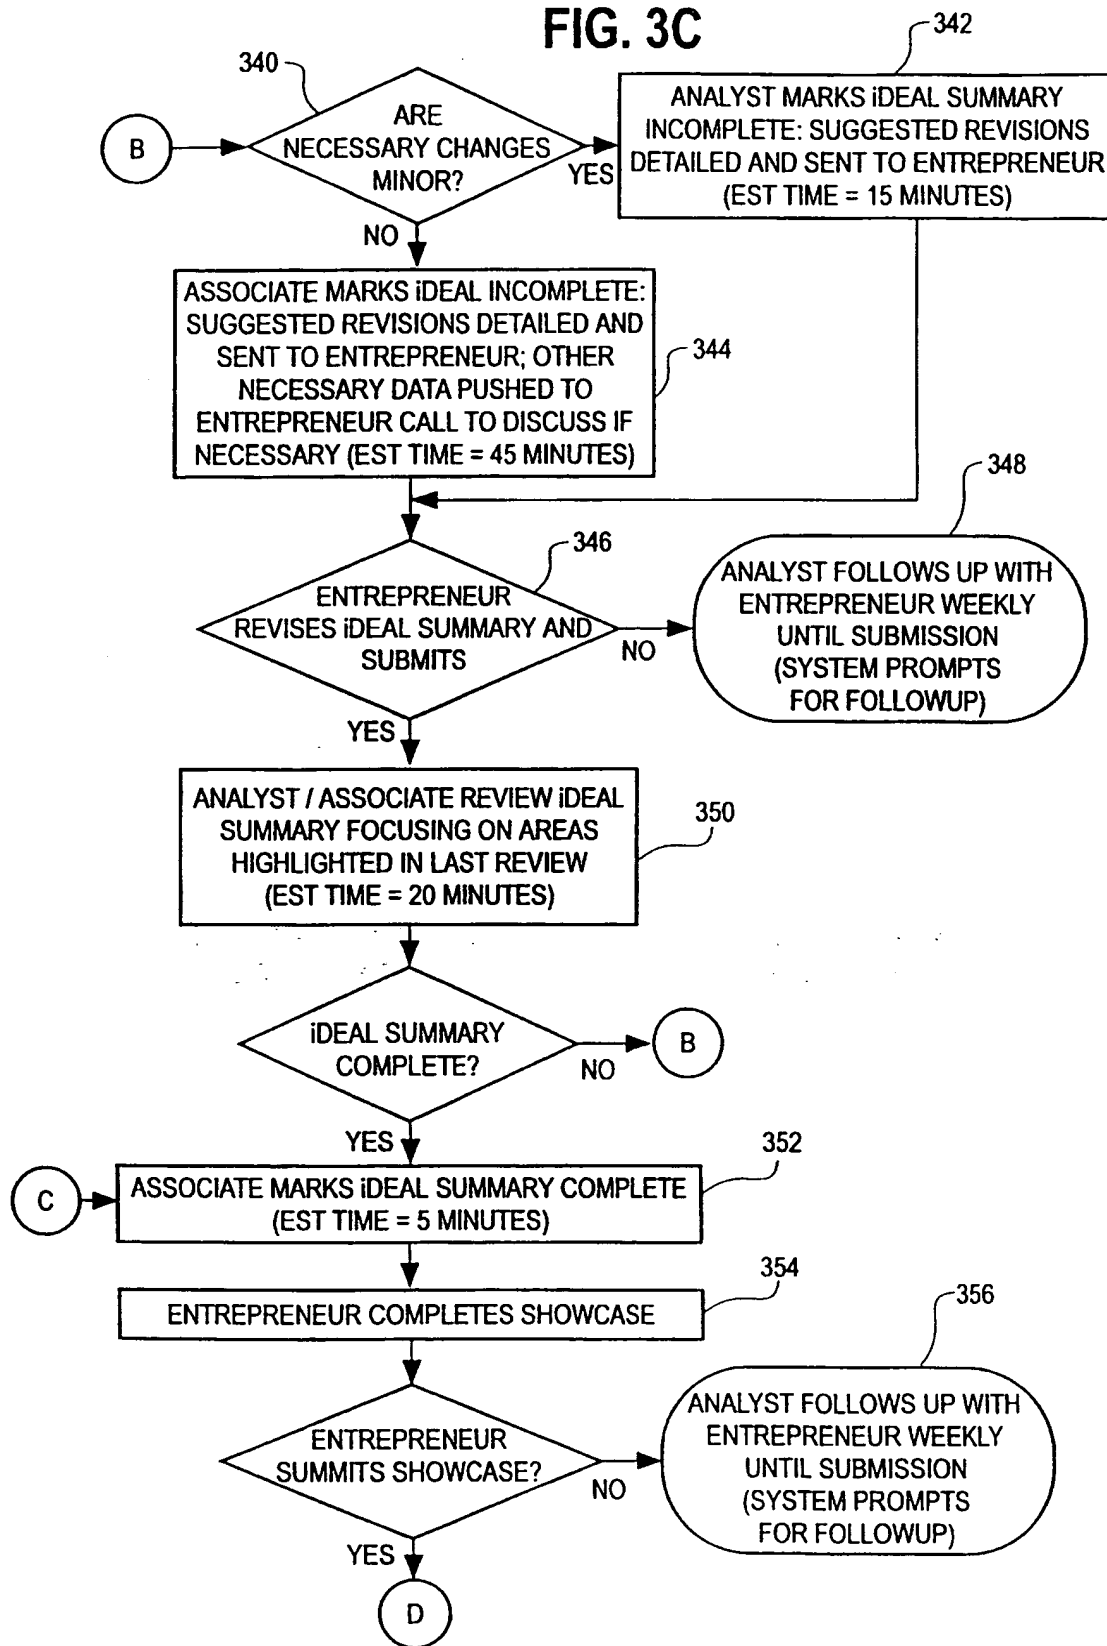 FIG. 3C
340
342
B
ARE
NECESSARY CHANGES
MINOR?
YES
NO
ANALYST MARKS iDEAL SUMMARY
INCOMPLETE: SUGGESTED REVISIONS
DETAILED AND SENT TO ENTREPRENEUR
(EST TIME = 15 MINUTES)
ASSOCIATE MARKS iDEAL INCOMPLETE:
SUGGESTED REVISIONS DETAILED AND
SENT TO ENTREPRENEUR; OTHER
NECESSARY DATA PUSHED TO
ENTREPRENEUR CALL TO DISCUSS IF
NECESSARY (EST TIME = 45 MINUTES)
344
346
ENTREPRENEUR
REVISES iDEAL SUMMARY AND
SUBMITS
NO
YES
348
ANALYST FOLLOWS UP WITH
ENTREPRENEUR WEEKLY
UNTIL SUBMISSION
(SYSTEM PROMPTS
FOR FOLLOWUP)
ANALYST / ASSOCIATE REVIEW iDEAL
SUMMARY FOCUSING ON AREAS
HIGHLIGHTED IN LAST REVIEW
(EST TIME = 20 MINUTES)
350
iDEAL SUMMARY
COMPLETE?
NO
B
YES
352
C
ASSOCIATE MARKS iDEAL SUMMARY COMPLETE
(EST TIME = 5 MINUTES)
354
ENTREPRENEUR COMPLETES SHOWCASE
356
ENTREPRENEUR
SUMMITS SHOWCASE?
NO
YES
ANALYST FOLLOWS UP WITH
ENTREPRENEUR WEEKLY
UNTIL SUBMISSION
(SYSTEM PROMPTS
FOR FOLLOWUP)
D